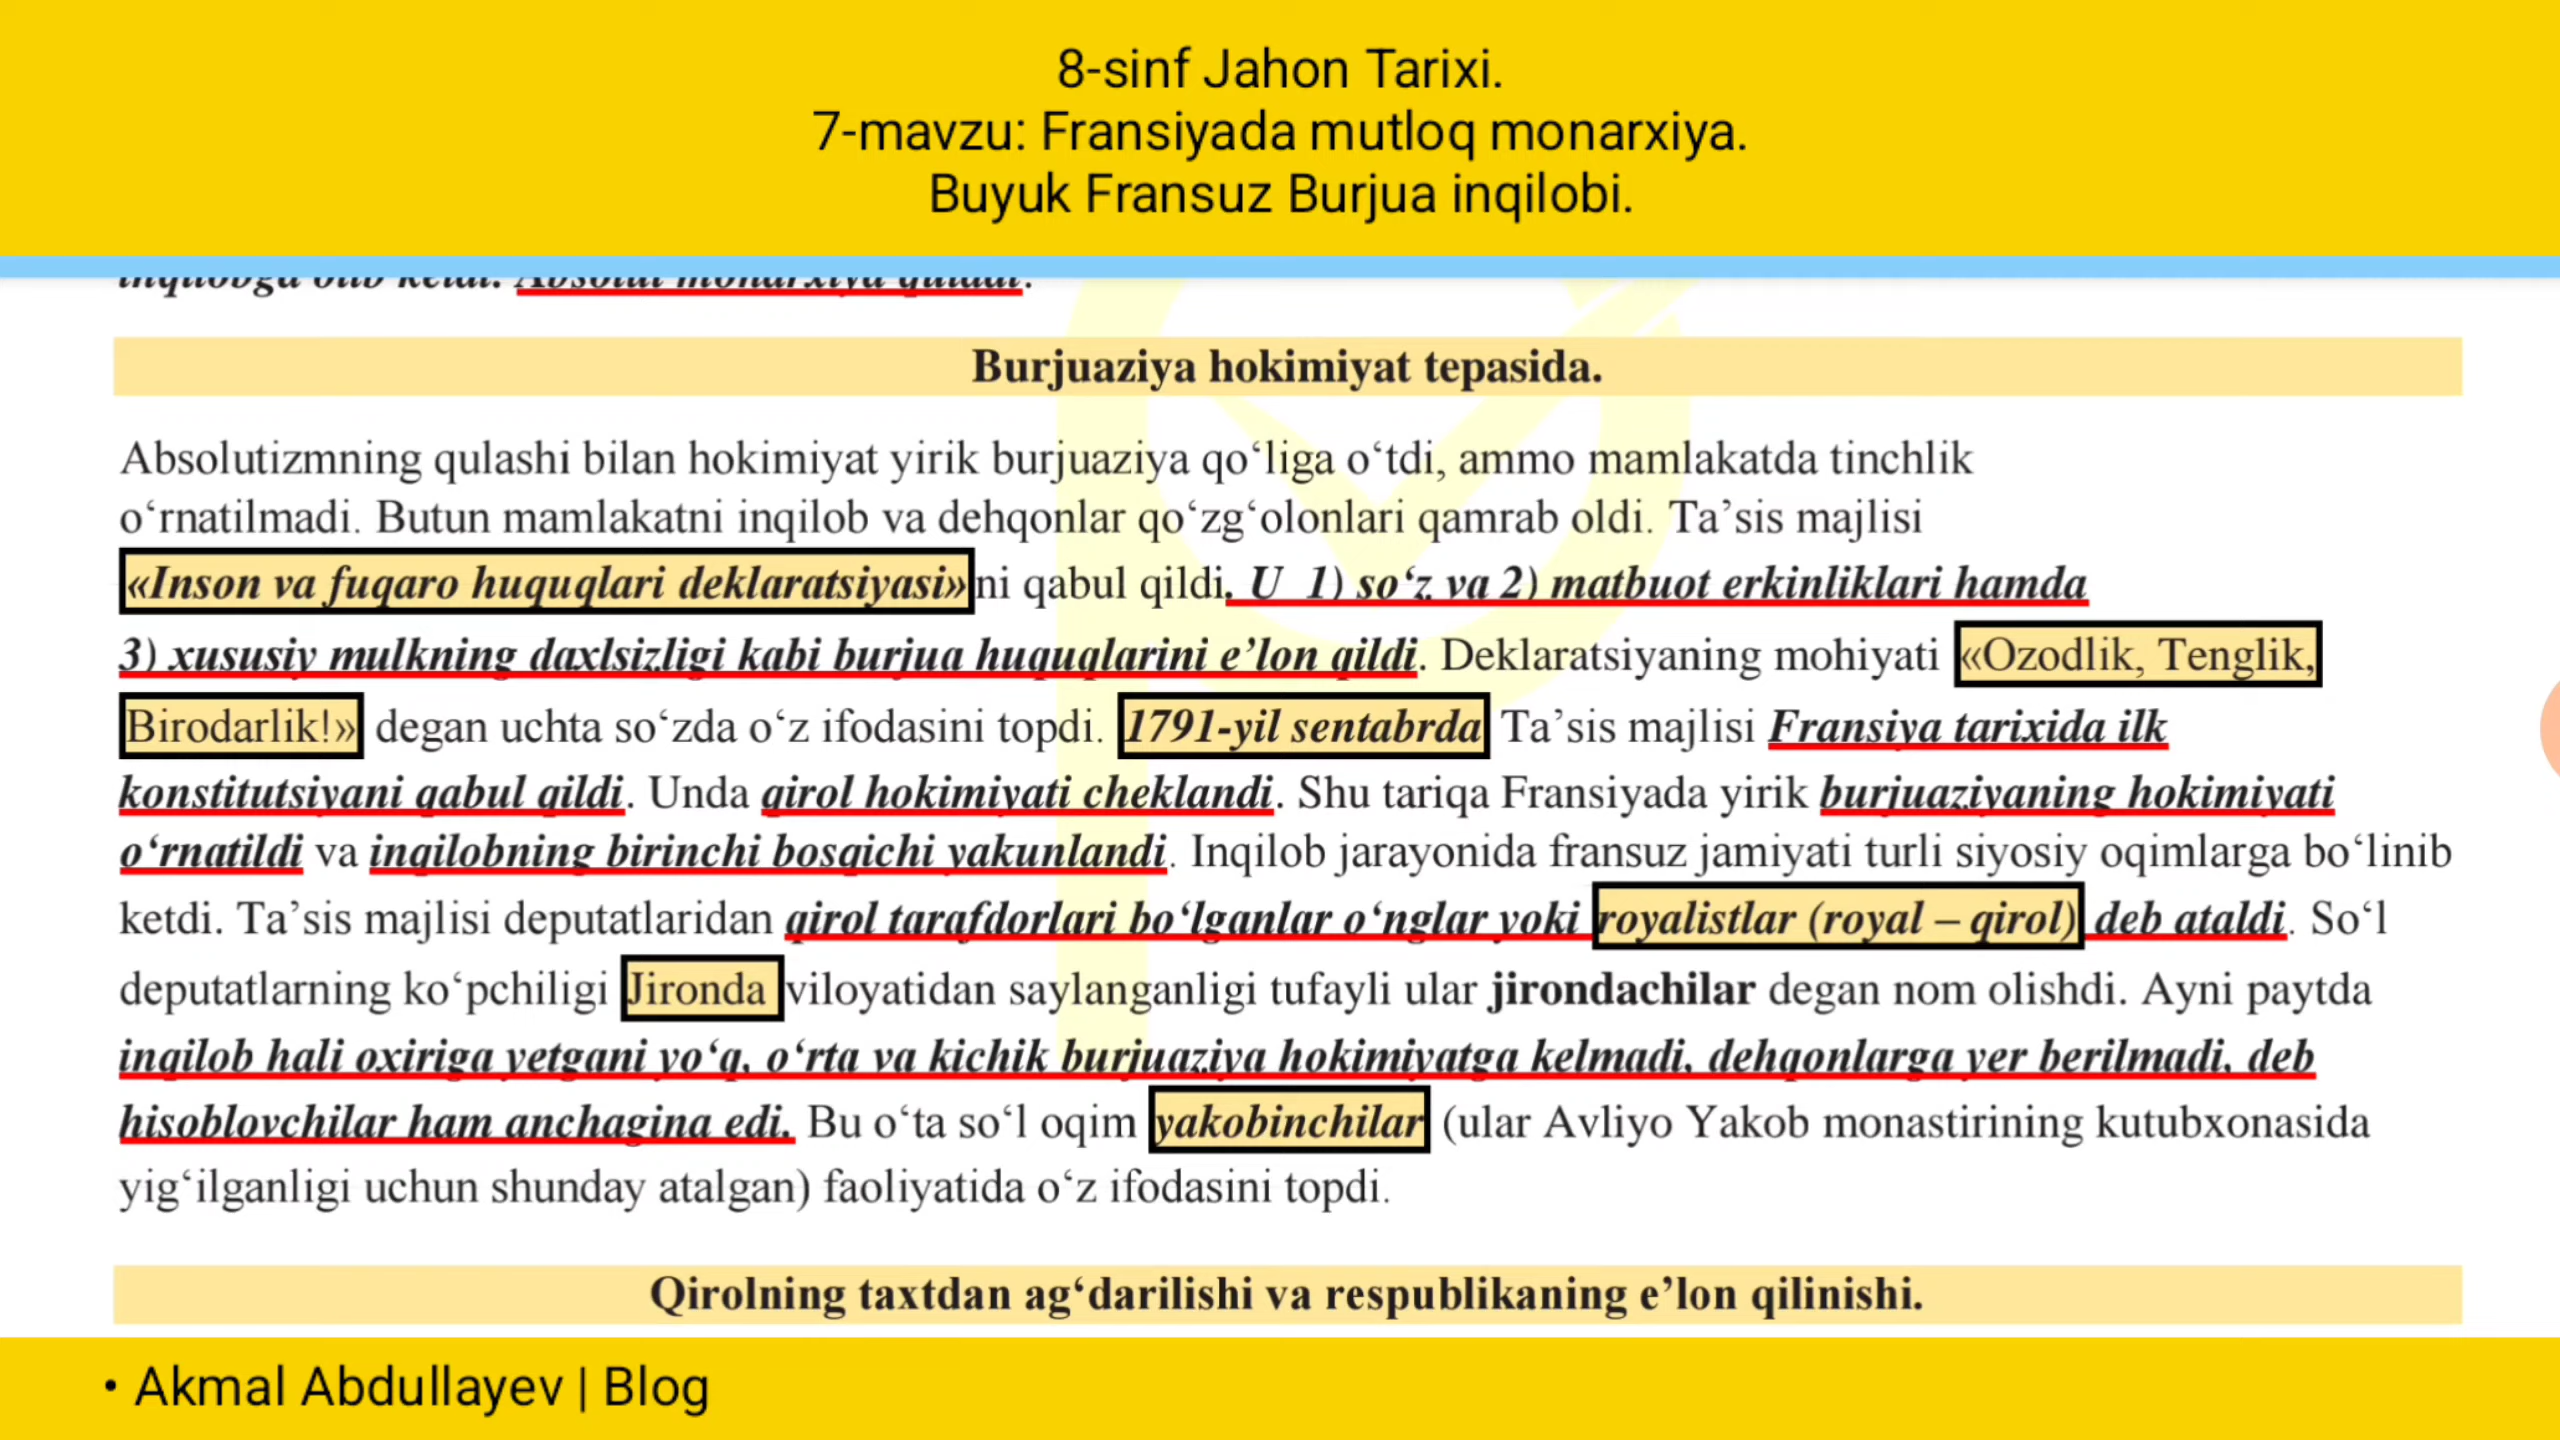 8-sinf Jahon Tarixi.
7-mavzu: Fransiyada mutloq monarxiya.
Buyuk Fransuz Burjua inqilobi.
inqilobga olib keldi. Absolut monarxiya quladi.
Burjuaziya hokimiyat tepasida.
Absolutizmning qulashi bilan hokimiyat yirik burjuaziya qo‘liga o‘tdi, ammo mamlakatda tinchlik
o‘rnatilmadi. Butun mamlakatni inqilob va dehqonlar qo‘zg‘olonlari qamrab oldi. Ta’sis majlisi
«Inson va fuqaro huquqlari deklaratsiyasi»ni qabul qildi. U 1) so‘z va 2) matbuot erkinliklari hamda
3) xususiy mulkning daxlsizligi kabi burjua huquqlarini e’lon qildi. Deklaratsiyaning mohiyati «Ozodlik, Tenglik,
Birodarlik!» degan uchta so‘zda o‘z ifodasini topdi. 1791-yil sentabrda Ta’sis majlisi Fransiya tarixida ilk
konstitutsiyani qabul qildi. Unda qirol hokimiyati cheklandi. Shu tariqa Fransiyada yirik burjuaziyaning hokimiyati
o‘rnatildi va inqilobning birinchi bosqichi yakunlandi. Inqilob jarayonida fransuz jamiyati turli siyosiy oqimlarga bo‘linib
ketdi. Ta’sis majlisi deputatlaridan qirol tarafdorlari bo‘lganlar o‘nglar yoki royalistlar (royal – qirol) deb ataldi. So‘l
deputatlarning ko‘pchiligi Jironda viloyatidan saylanganligi tufayli ular jirondachilar degan nom olishdi. Ayni paytda
inqilob hali oxiriga yetgani yo‘q, o‘rta va kichik burjuaziya hokimiyatga kelmadi, dehqonlarga yer berilmadi, deb
hisoblovchilar ham anchagina edi. Bu o‘ta so‘l oqim yakobinchilar (ular Avliyo Yakob monastirining kutubxonasida
yig‘ilganligi uchun shunday atalgan) faoliyatida o‘z ifodasini topdi.
Qirolning taxtdan ag‘darilishi va respublikaning e’lon qilinishi.
• Akmal Abdullayev | Blog